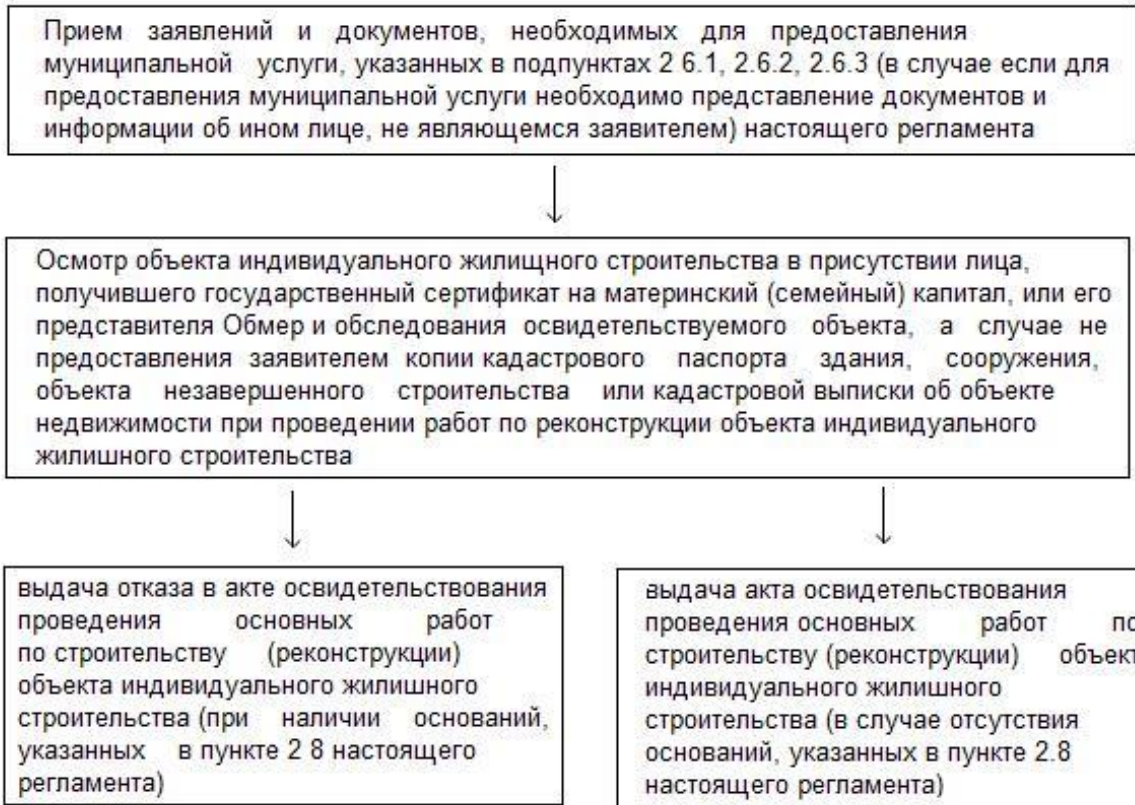 Прием заявлений и документов, необходимых для предоставления
муниципальной услуги, указанных в подпунктах 2 6.1, 2.6.2, 2.6.3 (в случае если для
предоставления муниципальной услуги необходимо представление документов и
информации об ином лице, не являющемся заявителем) настоящего регламента
Осмотр объекта индивидуального жилищного строительства в присутствии лица,
получившего государственный сертификат на материнский (семейный) капитал, или его
представителя Обмер и обследования освидетельствуемого объекта, а случае не
предоставления заявителем копии кадастрового паспорта здания, сооружения,
объекта незавершенного строительства или кадастровой выписки об объекте
недвижимости при проведении работ по реконструкции объекта индивидуального
жилишного строительства
выдача отказа в акте освидетельствования
проведения основных работ
по строительству (реконструкции)
объекта индивидуального жилишного
строительства (при наличии оснований,
указанных в пункте 2 8 настоящего
регламента)
выдача акта освидетельствования
проведения основных работ по
строительству (реконструкции) объект
индивидуального жилишного
строительства (в случае отсутствия
оснований, указанных в пункте 2.8
настоящего регламента)